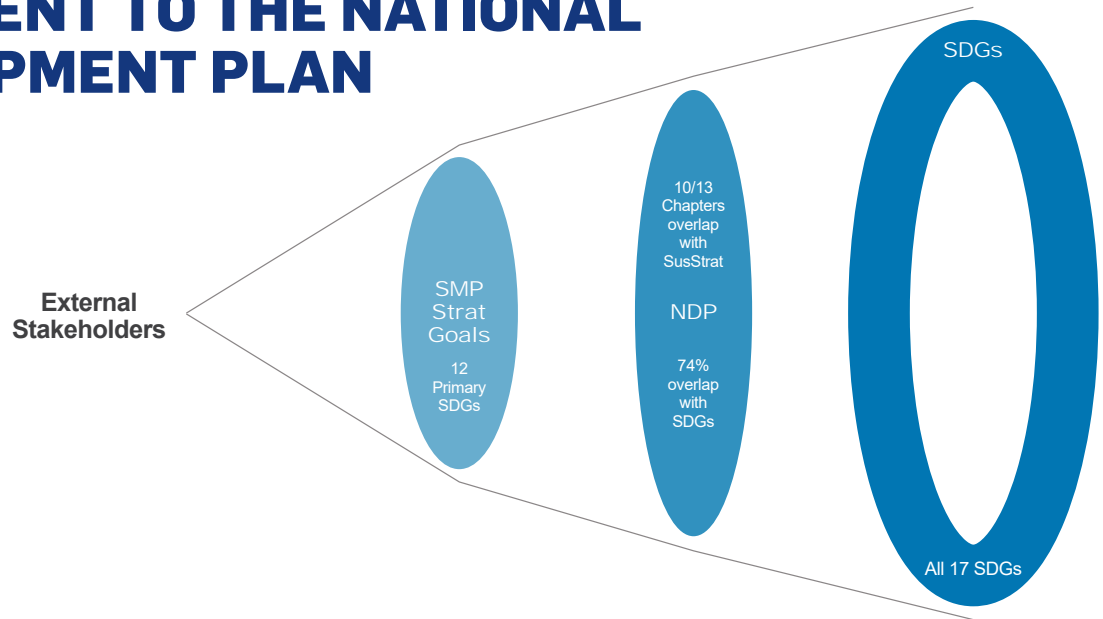 ENT TO THE NATIONAL
PMENT PLAN
External
Stakeholders
SMP
Strat
Goals
12
Primary
SDGs
10/13
Chapters
overlap
with
SusStrat
NDP
74%
overlap
with
SDGs
SDGs
All 17 SDGs